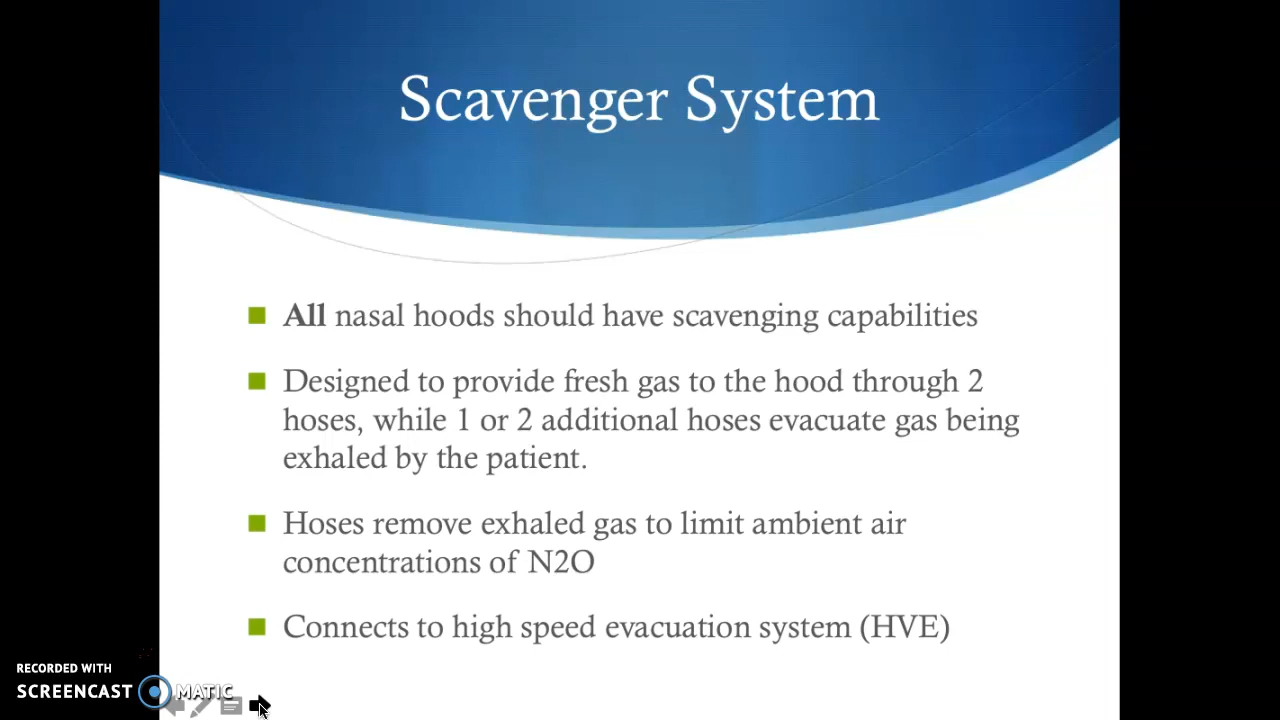 Scavenger System
All nasal hoods should have scavenging capabilities
Designed to provide fresh gas to the hood through 2
hoses, while 1 or 2 additional hoses evacuate gas being
exhaled by the patient.
Hoses remove exhaled gas to limit ambient air
concentrations of N2O
Connects to high speed evacuation system (HVE)
RECORDED WITH
SCREENCAST MATIC